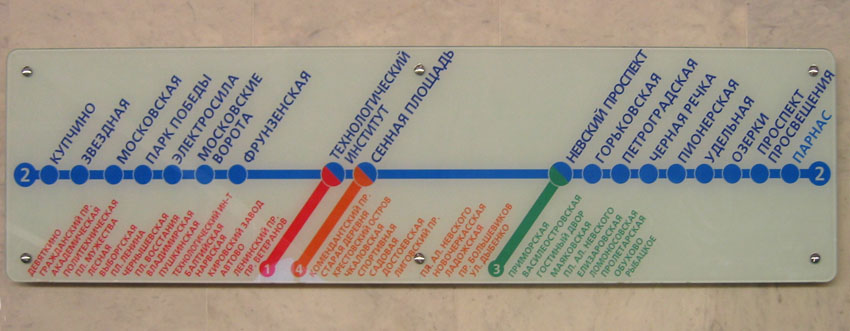 2
КУПЧИНО
ЗВЕЗДНАЯ
МОСКОВСКАЯ
ПАРК ПОБЕДЫ
ЭЛЕКТРОСИЛА
МОСКОВСКИЕ
ВОРОТА
ФРУНЗЕНСКАЯ
ТЕХНОЛОГИЧЕСКИЙ
ИНСТИТУТ
СЕННАЯ ПЛОЩАДЬ
НЕВСКИЙ ПРОСПЕКТ
ГОРЬКОВСКАЯ
ПЕТРОГРАДСКАЯ
ЧЕРНАЯ РЕЧКА
ПИОНЕРСКАЯ
УДЕЛЬНАЯ
ОЗЕРКИ
ПРОСПЕКТ
ПРОСВЕЩЕНИЯ
ПАРНАС
2
ДЕВЯТКИНО
ГРАЖДАНСКИЙ ПР.
АКАДЕМИЧЕСКАЯ
ПОЛИТЕХНИЧЕСКАЯ
ПЛ. МУЖЕСТВА
ЛЕСНАЯ
ВЫБОРГСКАЯ
ПЛ. ЛЕНИНА
ЧЕРНЫШЕВСКАЯ
ПЛ. ВОССТАНИЯ
ВЛАДИМИРСКАЯ
ПУШКИНСКАЯ
ТЕХНОЛОГИЧЕСКИЙ ИН-Т
БАЛТИЙСКАЯ
НАРВСКАЯ
КИРОВСКИЙ ЗАВОД
АВТОВО
ЛЕНИНСКИЙ ПР.
ПР. ВЕТЕРАНОВ
1
4
КОМЕНДАНТСКИЙ ПР.
СТАРАЯ ДЕРЕВНЯ
КРЕСТОВСКИЙ ОСТРОВ
ЧКАЛОВСКАЯ
СПОРТИВНАЯ
САДОВАЯ
ДОСТОЕВСКАЯ
ЛИГОВСКИЙ ПР.
ПЛ. АЛ. НЕВСКОГО
НОВОЧЕРКАССКАЯ
ЛАДОЖСКАЯ
ПР. БОЛЬШЕВИКОВ
УЛ. ДЫБЕНКО
3
ПРИМОРСКАЯ
ВАСИЛЕОСТРОВСКАЯ
ГОСТИНЫЙ ДВОР
МАЯКОВСКАЯ
ПЛ. АЛ. НЕВСКОГО
ЕЛИЗАРОВСКАЯ
ЛОМОНОСОВСКАЯ
ПРОЛЕТАРСКАЯ
ОБУХОВО
РЫБАЦКОЕ